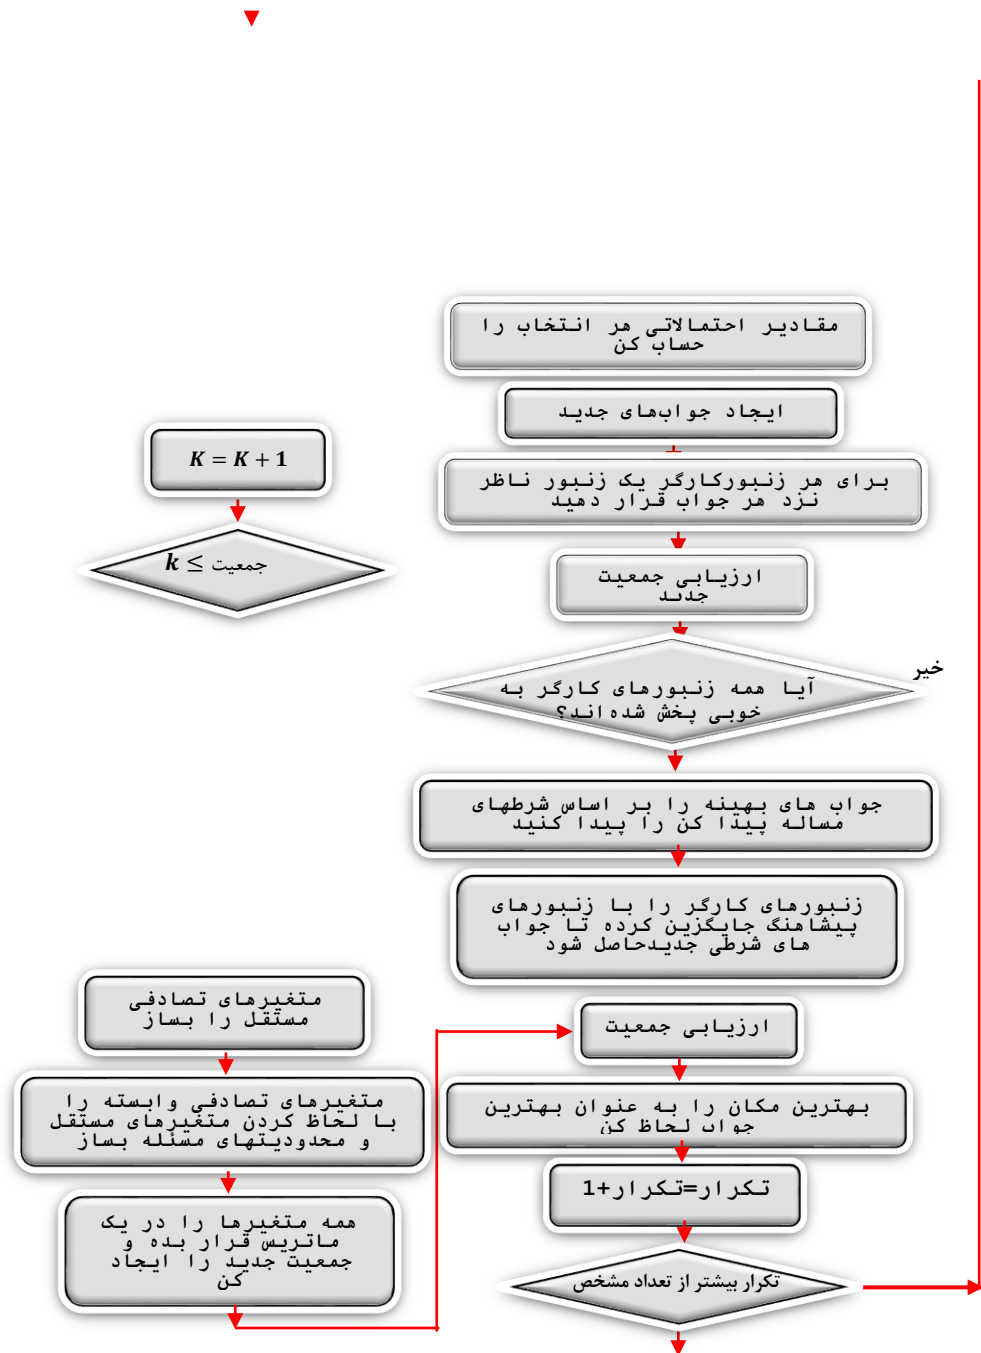 مقادیر احتمالاتی هر انتخاب را
حساب کن
ایجاد جواب‌های جدید
برای هر زنبورکارگر یک زنبور ناظر
نزد هر جواب قرار دهید
ارزیابی جمعیت
جدید
آیا همه زنبورهای کارگر به
خوبی پخش شده‌اند؟
خیر
جواب های بهینه را بر اساس شرطهای
مساله پیدا کن را پیدا کنید
زنبورهای کارگر را با زنبورهای
پیشاهنگ جایگزین کرده تا جواب
های شرطی جدیدحاصل شود
ارزیابی جمعیت
بهترین مکان را به عنوان بهترین
جواب لحاظ کن
تکرار=تکرار+1
تکرار بیشتر از تعداد مشخص
K = K + 1
k ≤ جمعیت
متغیرهای تصادفی
مستقل را بساز
متغیرهای تصادفی وابسته را
با لحاظ کردن متغیرهای مستقل
و محدودیتهای مسئله بساز
همه متغیرها را در یک
ماتریس قرار بده و
جمعیت جدید را ایجاد
کن